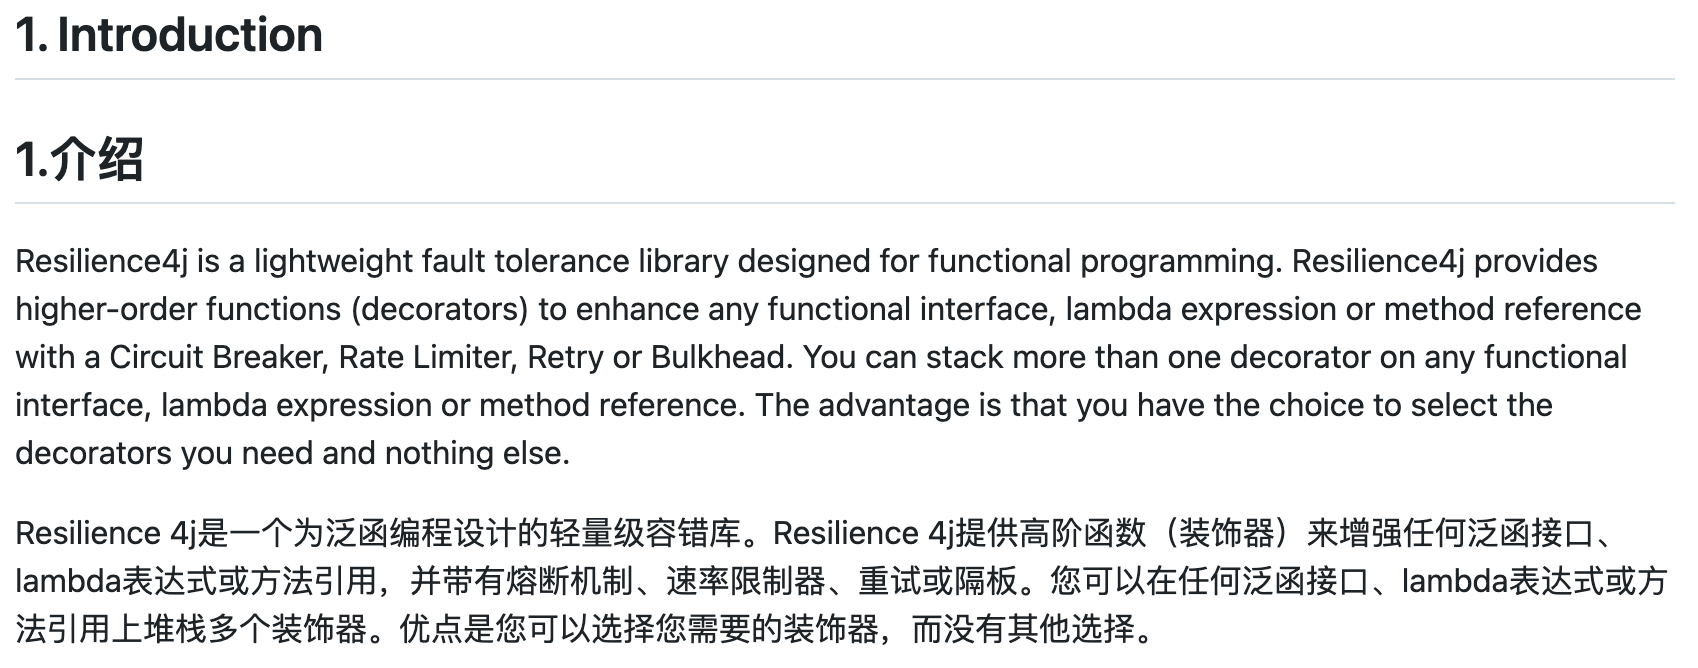 1. Introduction
1.介绍
Resilience4j is a lightweight fault tolerance library designed for functional programming. Resilience4j provides
higher-order functions (decorators) to enhance any functional interface, lambda expression or method reference
with a Circuit Breaker, Rate Limiter, Retry or Bulkhead. You can stack more than one decorator on any functional
interface, lambda expression or method reference. The advantage is that you have the choice to select the
decorators you need and nothing else.
Resilience 4j是一个为泛函编程设计的轻量级容错库。Resilience 4j提供高阶函数（装饰器）来增强任何泛函接口、
lambda表达式或方法引用，并带有熔断机制、速率限制器、重试或隔板。您可以在任何泛函接口、lambda表达式或方
法引用上堆栈多个装饰器。优点是您可以选择您需要的装饰器，而没有其他选择。